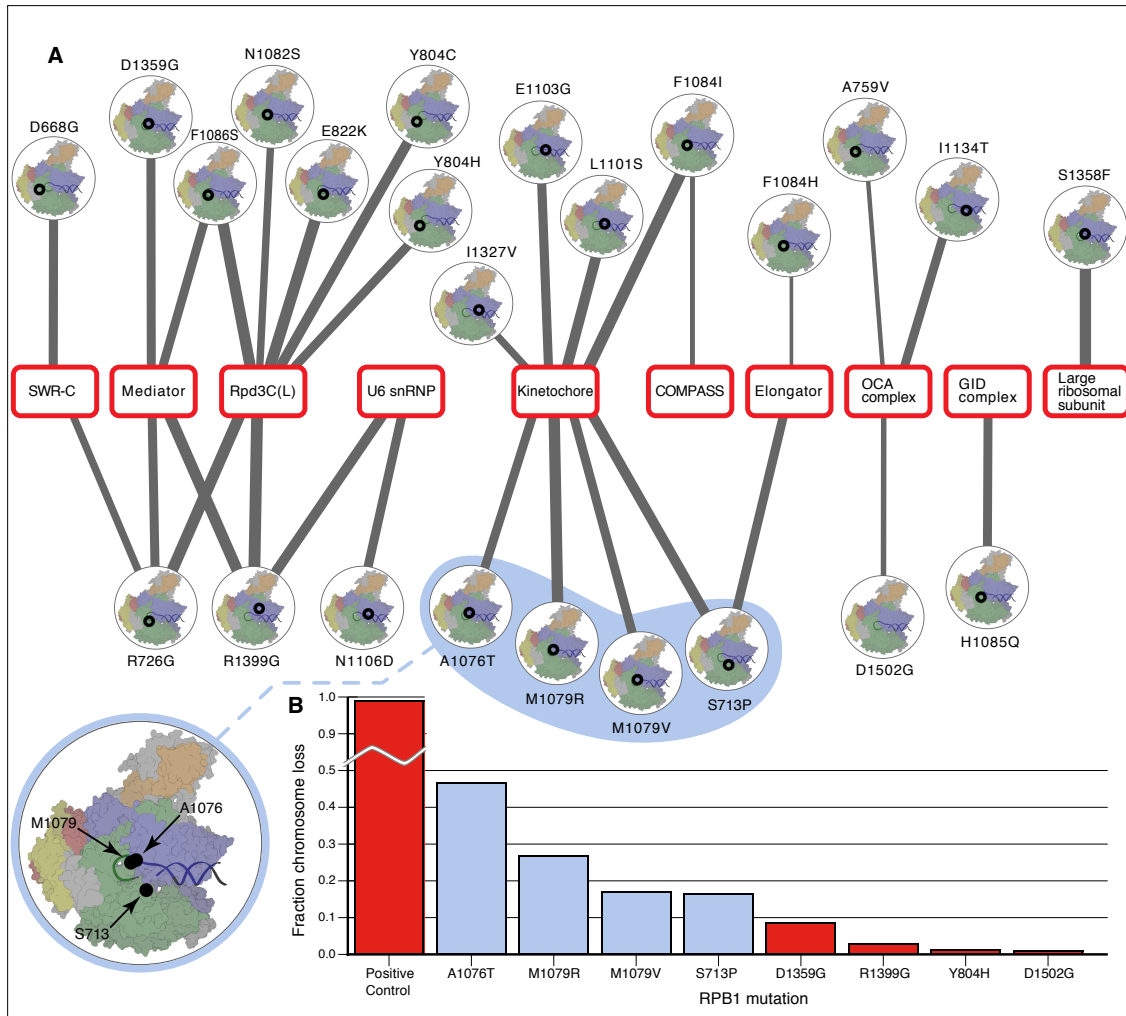 A
D668G
D1359G
F1086S
N1082S
E822K
Y804C
Y804H
I1327V
E1103G
L1101S
F1084I
F1084H
A759V
I1134T
S1358F
SWR-C
Mediator
Rpd3C(L)
U6 snRNP
Kinetochore
COMPASS
Elongator
OCA
complex
GID
complex
Large
ribosomal
subunit
R726G
R1399G
N1106D
A1076T
M1079R
M1079V
S713P
D1502G
H1085Q
M1079
A1076
S713
B
Fraction chromosome loss
1.0
0.9
0.5
0.4
0.3
0.2
0.1
0.0
Positive
Control
A1076T
M1079R
M1079V
S713P
D1359G
R1399G
Y804H
D1502G
RPB1 mutation